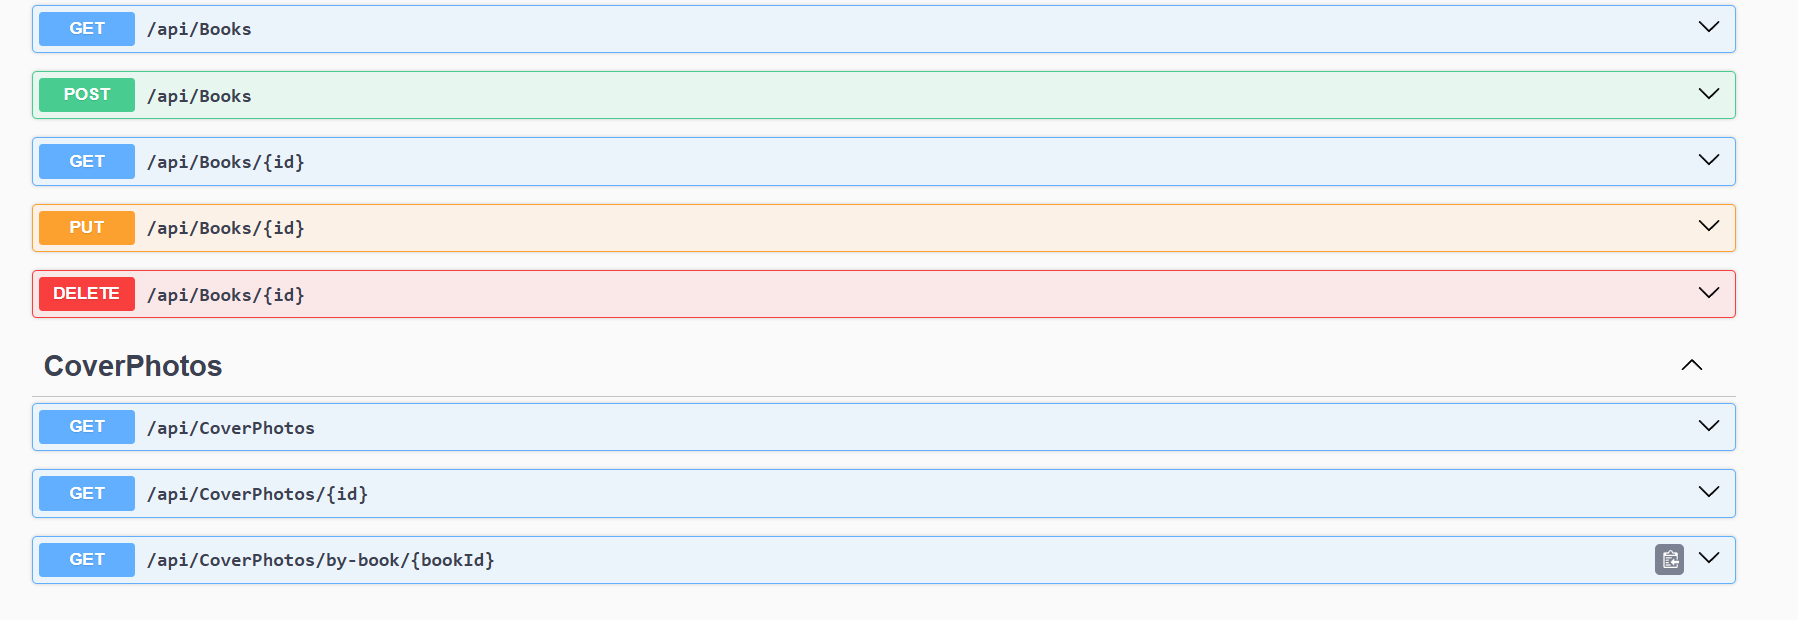 GET /api/Books
POST /api/Books
GET /api/Books/{id}
PUT /api/Books/{id}
DELETE /api/Books/{id}
CoverPhotos
GET /api/CoverPhotos
GET /api/CoverPhotos/{id}
GET /api/CoverPhotos/by-book/{bookId}